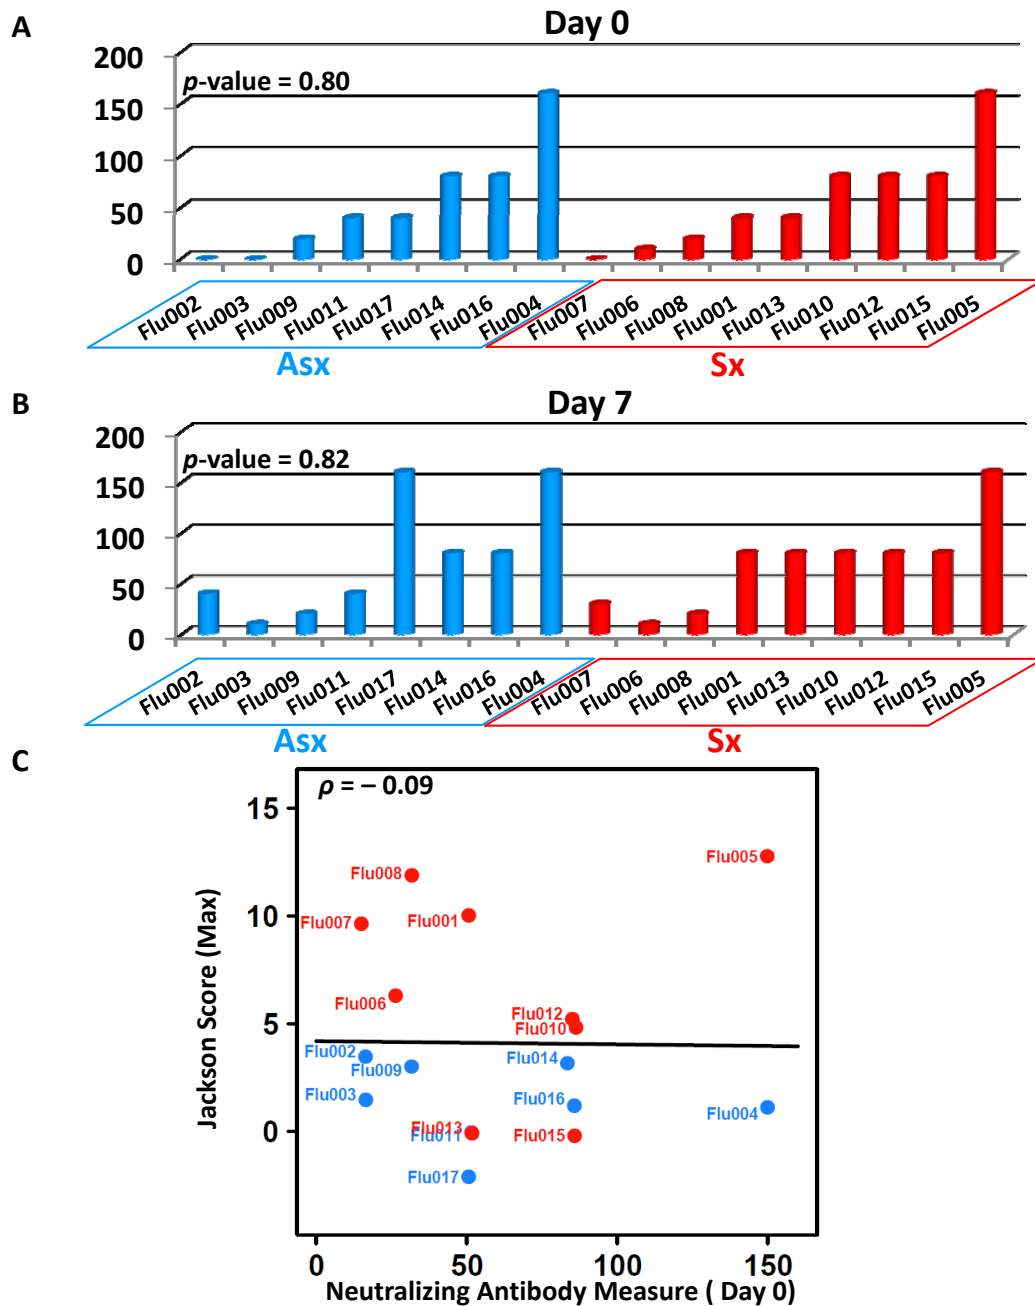 A
Day 0
200
p-value = 0.80
150
100
50
0
Flu002 Flu003 Flu009 Flu011 Flu017 Flu014 Flu016 Flu004 Flu007 Flu006 Flu008 Flu001 Flu013 Flu010 Flu012 Flu015 Flu005
Asx Sx
B
Day 7
200
p-value = 0.82
150
100
50
0
Flu002 Flu003 Flu009 Flu011 Flu017 Flu014 Flu016 Flu004 Flu007 Flu006 Flu008 Flu001 Flu013 Flu010 Flu012 Flu015 Flu005
Asx Sx
C
ρ = – 0.09
15
Flu005
Flu008
10
Flu001
Flu007
Flu006
Flu012
5
Flu010
Flu002
Flu014
Flu009
Flu003
Flu016
Flu004
0
Flu013
Flu011
Flu015
Flu017
Jackson Score (Max)
0 50 100 150
Neutralizing Antibody Measure ( Day 0)